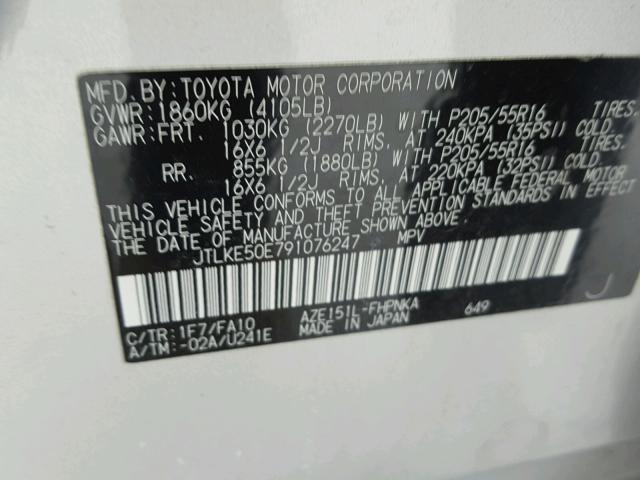 MFD. BY: TOYOTA MOTOR CORPORATION
GVWR: 1860KG (4105LB)
GAWR: FRT. 1030KG (2270LB) WITH P205/55R16 TIRES.
16X6 1/2J RIMS, AT 240KPA (35PSI) COLD.
RR. 855KG (1880LB) WITH P205/55R16 TIRES.
16X6 1/2J RIMS, AT 220KPA (32PSI) COLD.
THIS VEHICLE CONFORMS TO ALL APPLICABLE FEDERAL MOTOR
VEHICLE SAFETY AND THEFT PREVENTION STANDARDS IN EFFECT
ON THE DATE OF MANUFACTURE SHOWN ABOVE.
JTLKE50E791076247 MPV
C/TR: 1F7/FA10 AZE151L-FHPNKA 649 J
A/TM: -02A/U241E MADE IN JAPAN